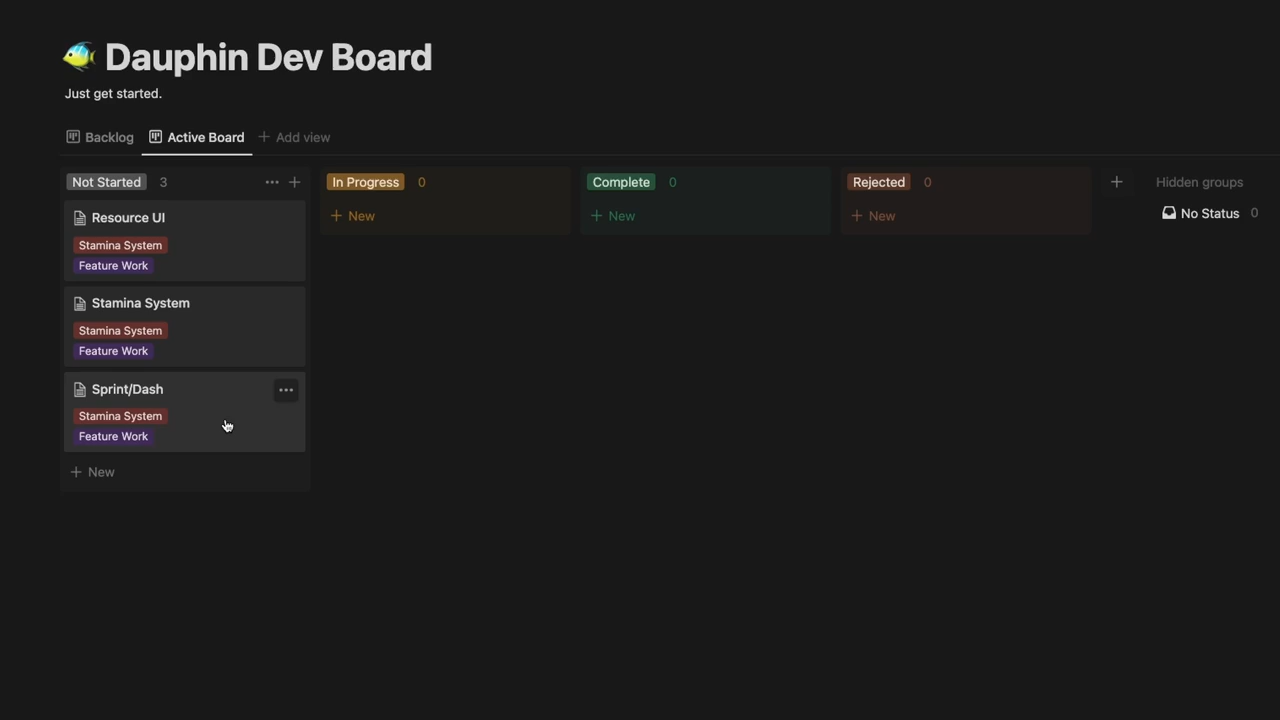 Dauphin Dev Board
Just get started.
Backlog Active Board + Add view
Not Started 3 ... +
In Progress 0
Complete 0
Rejected 0
+
Hidden groups
Resource UI
Stamina System
Feature Work
Stamina System
Stamina System
Feature Work
Sprint/Dash ...
Stamina System
Feature Work
+ New
+ New
+ New
+ New
No Status 0